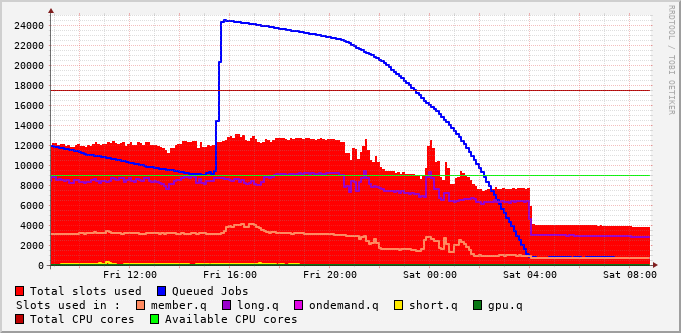 RRDTOOL / TOBI OETIKER
24000
22000
20000
18000
16000
14000
12000
10000
8000
6000
4000
2000
0
Fri 12:00 Fri 16:00 Fri 20:00 Sat 00:00 Sat 04:00 Sat 08:00
Total slots used Queued Jobs
Slots used in : member.q long.q ondemand.q short.q gpu.q
Total CPU cores Available CPU cores